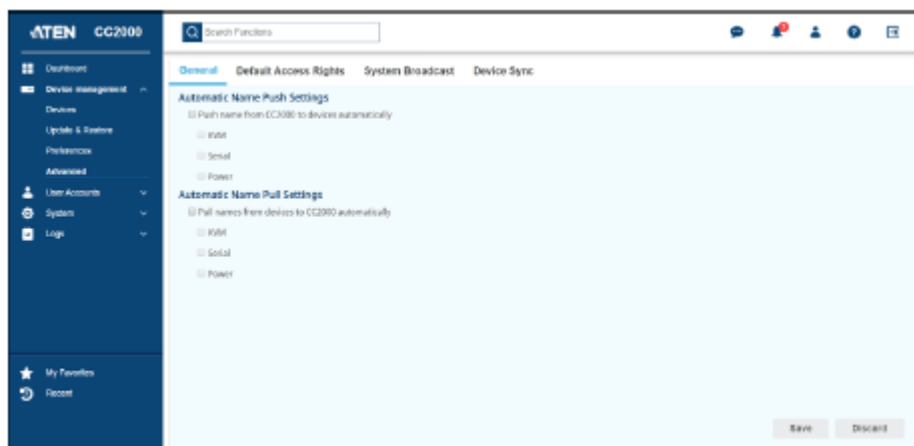 ATEN CC2000
Search Functions
Dashboard
Device management
Devices
Update & Restore
Preferences
Advanced
User Accounts
System
Logs
My Favorites
Recent
General Default Access Rights System Broadcast Device Sync
Automatic Name Push Settings
Push name from CC2000 to devices automatically
KVM
Serial
Power
Automatic Name Pull Settings
Pull names from devices to CC2000 automatically
KVM
Serial
Power
Save Discard